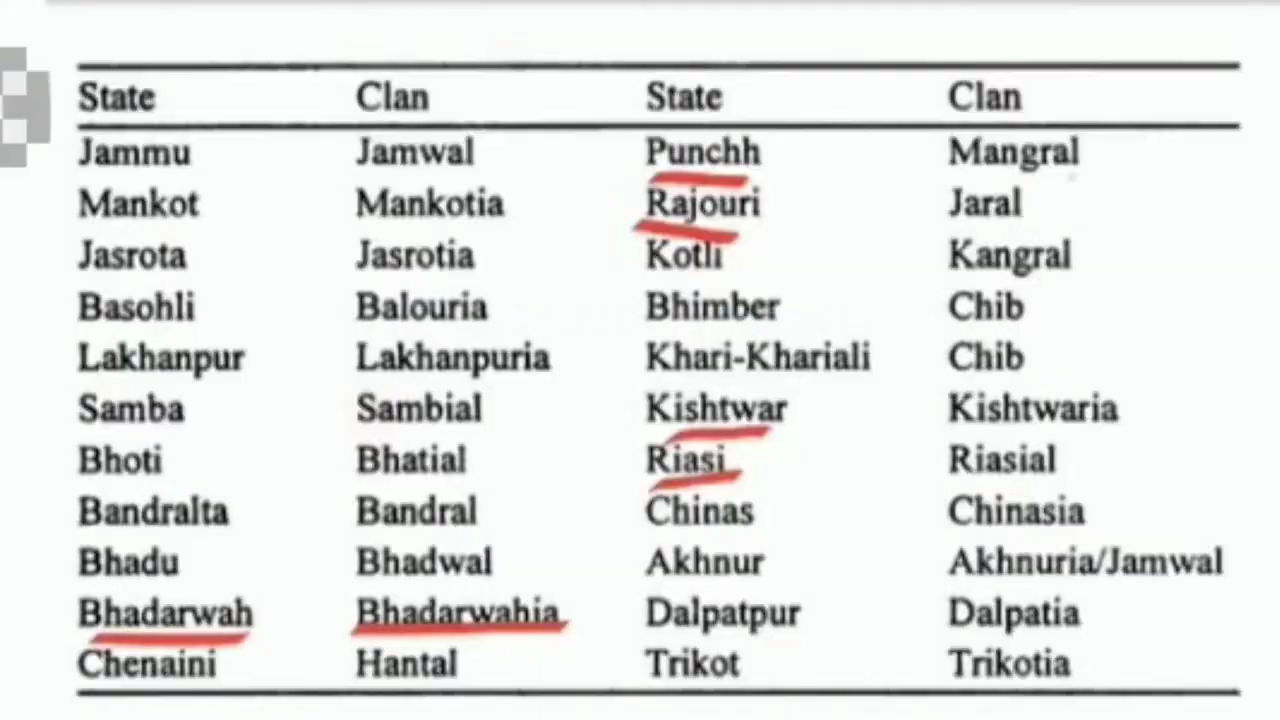 State Clan State Clan
Jammu Jamwal Punchh Mangral
Mankot Mankotia Rajouri Jaral
Jasrota Jasrotia Kotli Kangral
Basohli Balouria Bhimber Chib
Lakhanpur Lakhanpuria Khari-Khariali Chib
Samba Sambial Kishtwar Kishtwaria
Bhoti Bhatial Riasi Riasial
Bandralta Bandral Chinas Chinasia
Bhadu Bhadwal Akhnur Akhnuria/Jamwal
Bhadarwah Bhadarwahia Dalpatpur Dalpatia
Chenaini Hantal Trikot Trikotia